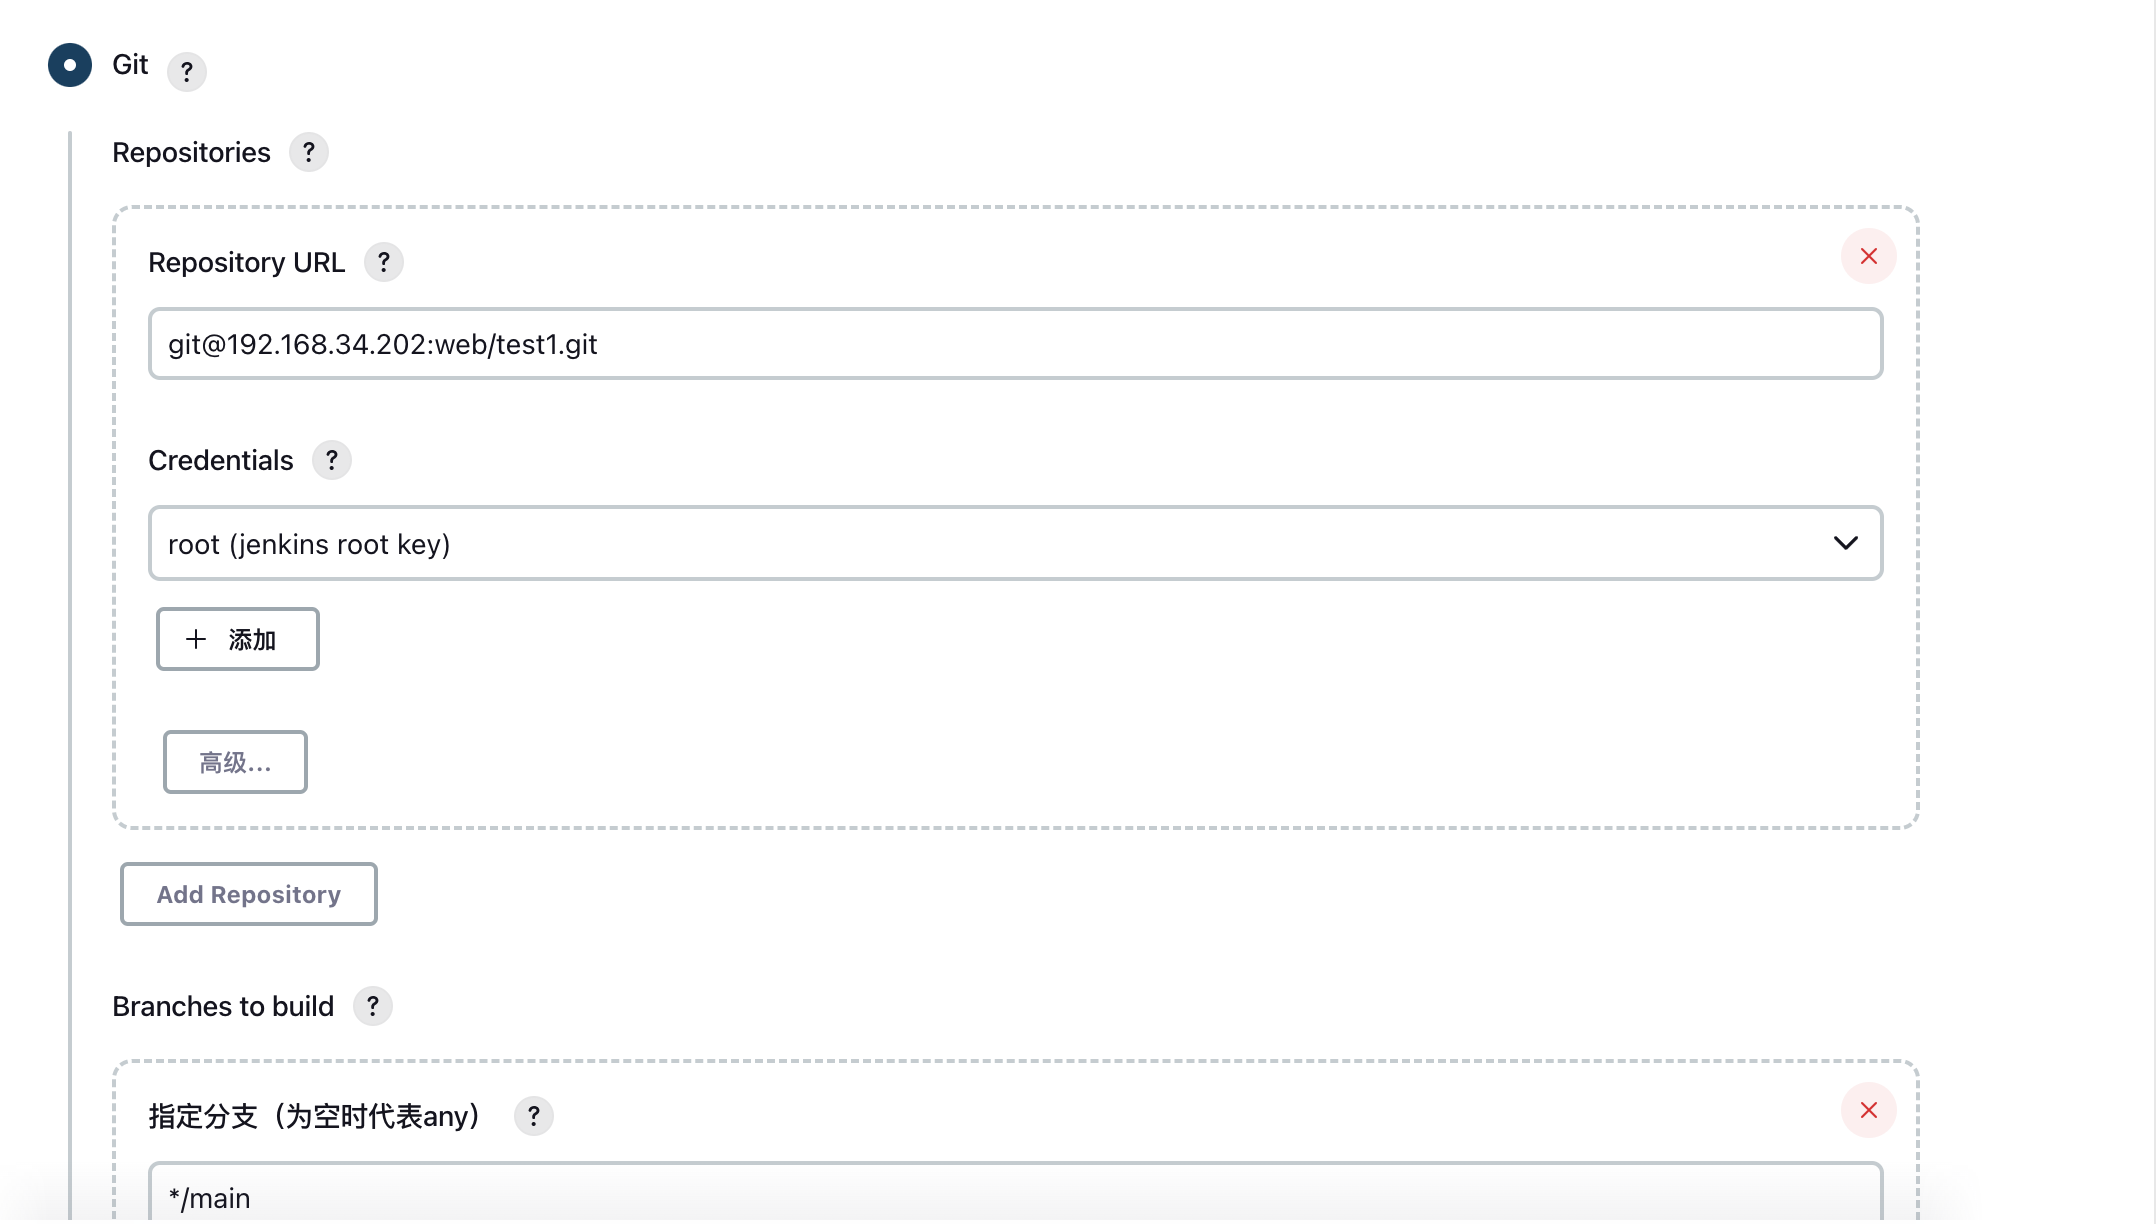 Git ?
Repositories ?
Repository URL ?
git@192.168.34.202:web/test1.git
Credentials ?
root (jenkins root key)
+ 添加
高级...
Add Repository
Branches to build ?
指定分支（为空时代表any） ?
*/main